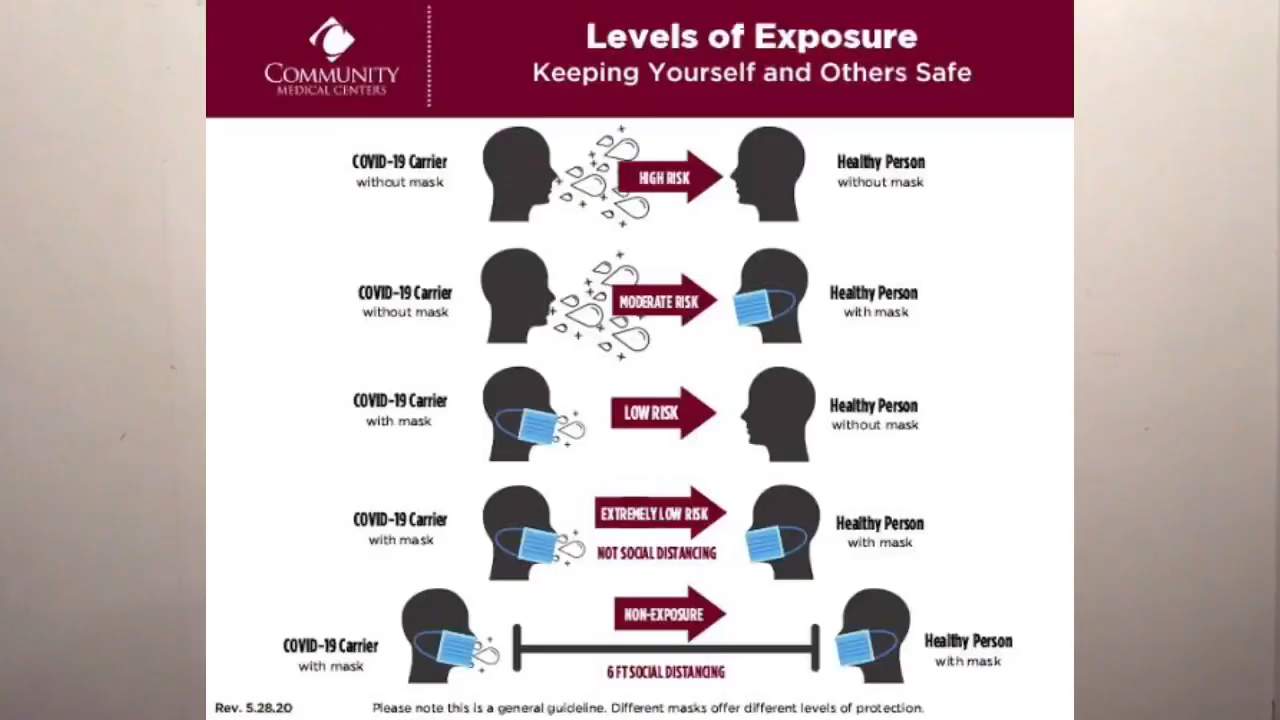 COMMUNITY
MEDICAL CENTERS
Levels of Exposure
Keeping Yourself and Others Safe
COVID-19 Carrier
without mask
HIGH RISK
Healthy Person
without mask
COVID-19 Carrier
without mask
MODERATE RISK
Healthy Person
with mask
COVID-19 Carrier
with mask
LOW RISK
Healthy Person
without mask
COVID-19 Carrier
with mask
EXTREMELY LOW RISK
NOT SOCIAL DISTANCING
Healthy Person
with mask
COVID-19 Carrier
with mask
NON-EXPOSURE
6 FT SOCIAL DISTANCING
Healthy Person
with mask
Rev. 5.28.20
Please note this is a general guideline. Different masks offer different levels of protection.